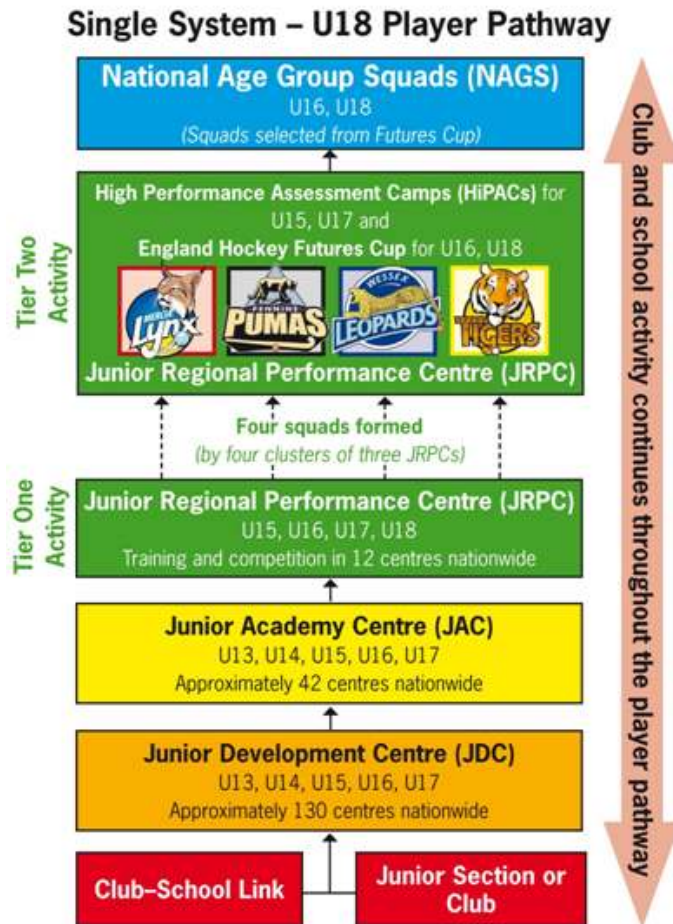 Single System – U18 Player Pathway
National Age Group Squads (NAGS)
U16, U18
(Squads selected from Futures Cup)
Tier Two
Activity
High Performance Assessment Camps (HiPACs) for
U15, U17 and
England Hockey Futures Cup for U16, U18
MERCIA
Lynx
PENNINE
PUMAS
WESSEX
LEOPARDS
TIGERS
Junior Regional Performance Centre (JRPC)
Four squads formed
(by four clusters of three JRPCs)
Tier One
Activity
Junior Regional Performance Centre (JRPC)
U15, U16, U17, U18
Training and competition in 12 centres nationwide
Junior Academy Centre (JAC)
U13, U14, U15, U16, U17
Approximately 42 centres nationwide
Junior Development Centre (JDC)
U13, U14, U15, U16, U17
Approximately 130 centres nationwide
Club–School Link
Junior Section or
Club
Club and school activity continues throughout the player pathway